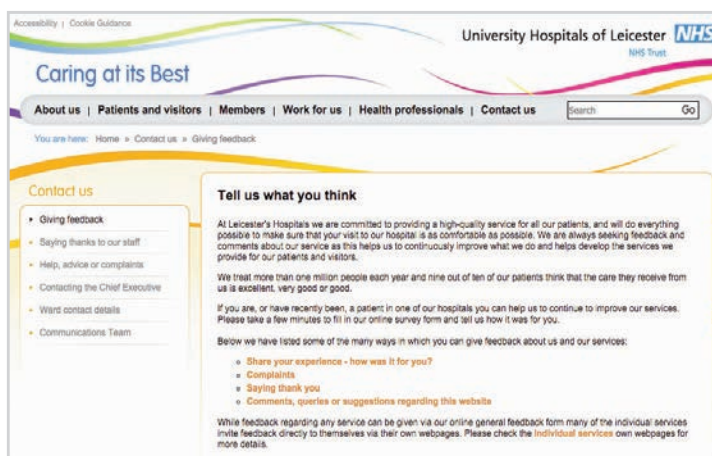 Accessibility | Cookie Guidance
University Hospitals of Leicester NHS
NHS Trust
Caring at its Best
About us | Patients and visitors | Members | Work for us | Health professionals | Contact us
Search Go
You are here: Home » Contact us » Giving feedback
Contact us
Giving feedback
Saying thanks to our staff
Help, advice or complaints
Contacting the Chief Executive
Ward contact details
Communications Team
Tell us what you think
At Leicester's Hospitals we are committed to providing a high-quality service for all our patients, and will do everything
possible to make sure that your visit to our hospital is as comfortable as possible. We are always seeking feedback and
comments about our service as this helps us to continuously improve what we do and helps develop the services we
provide for our patients and visitors.
We treat more than one million people each year and nine out of ten of our patients think that the care they receive from
us is excellent, very good or good.
If you are, or have recently been, a patient in one of our hospitals you can help us to continue to improve our services.
Please take a few minutes to fill in our online survey form and tell us how it was for you.
Below we have listed some of the many ways in which you can give feedback about us and our services:
Share your experience - how was it for you?
Complaints
Saying thank you
Comments, queries or suggestions regarding this website
While feedback regarding any service can be given via our online general feedback form many of the individual services
invite feedback directly to themselves via their own webpages. Please check the individual services own webpages for
more details.